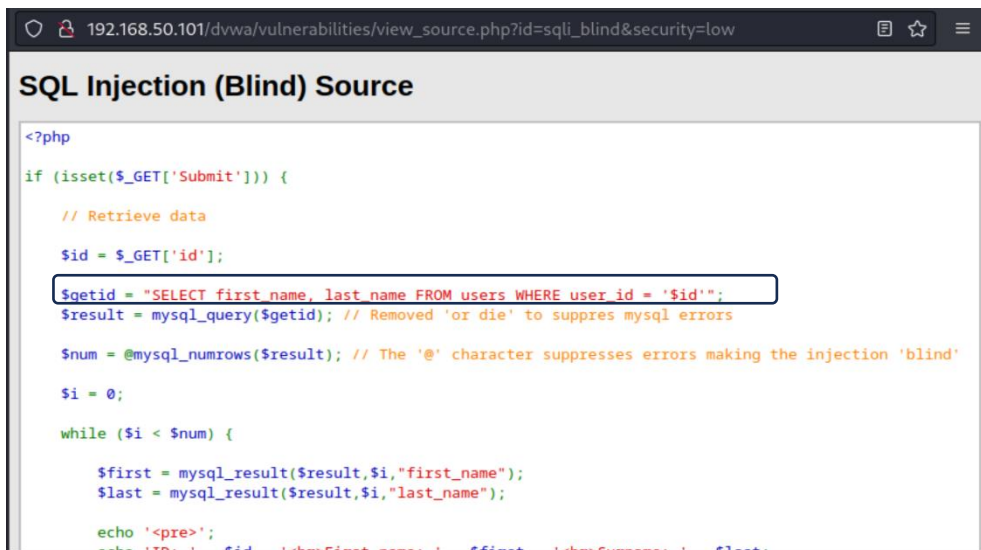 192.168.50.101/dvwa/vulnerabilities/view_source.php?id=sqli_blind&security=low
SQL Injection (Blind) Source
<?php
if (isset($_GET['Submit'])) {
// Retrieve data
$id = $_GET['id'];
$getid = "SELECT first_name, last_name FROM users WHERE user_id = '$id'";
$result = mysql_query($getid); // Removed 'or die' to suppres mysql errors
$num = @mysql_numrows($result); // The '@' character suppresses errors making the injection 'blind'
$i = 0;
while ($i < $num) {
$first = mysql_result($result,$i,"first_name");
$last = mysql_result($result,$i,"last_name");
echo '<pre>';